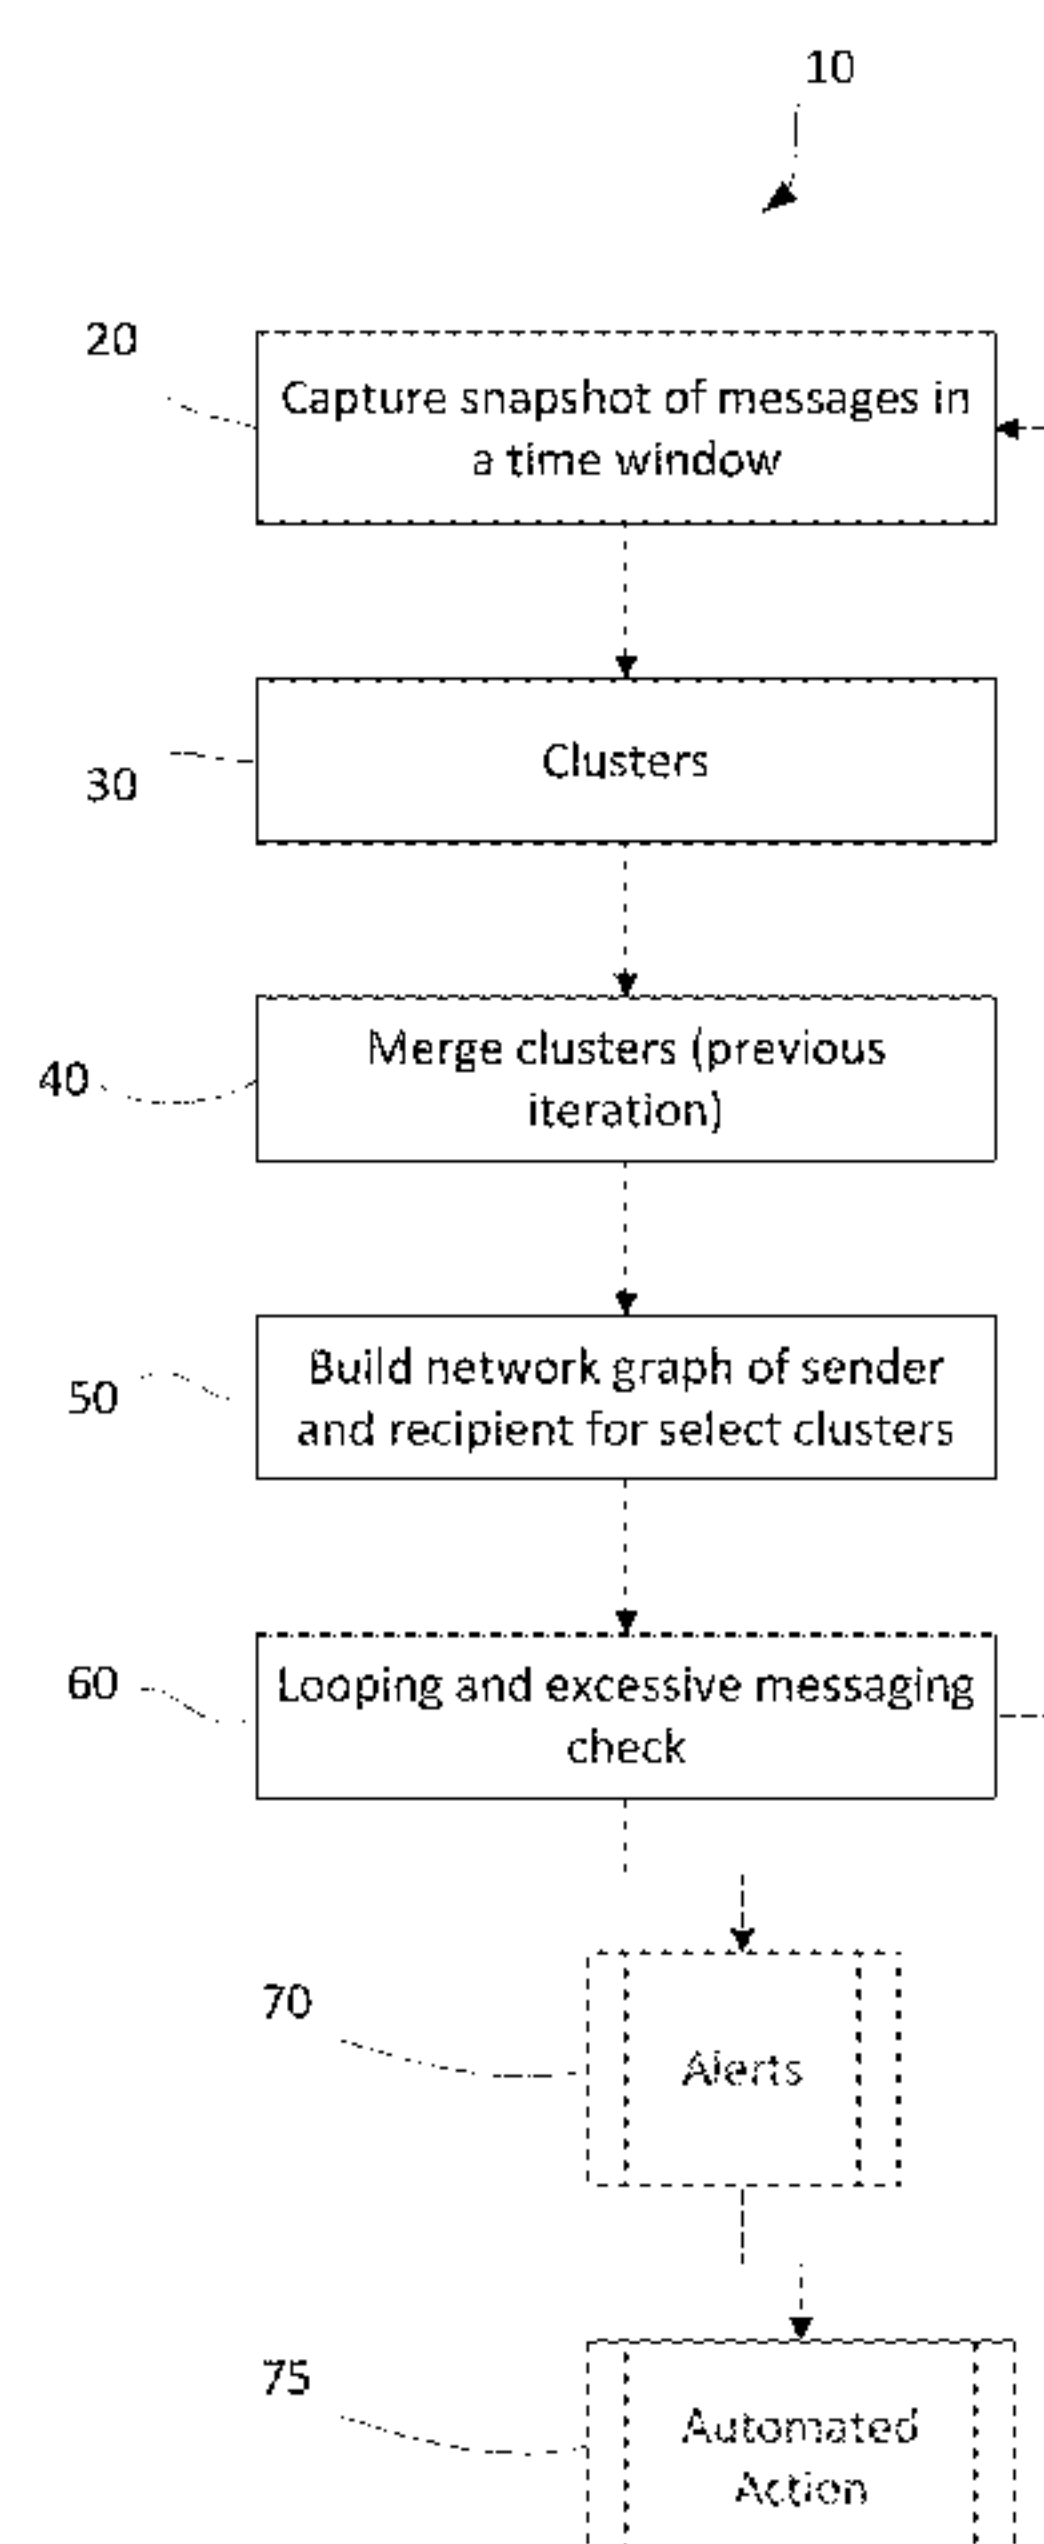 10
20
Capture snapshot of messages in
a time window
30
Clusters
40
Merge clusters (previous
iteration)
50
Build network graph of sender
and recipient for select clusters
60
Looping and excessive messaging
check
70
Alerts
75
Automated
Action